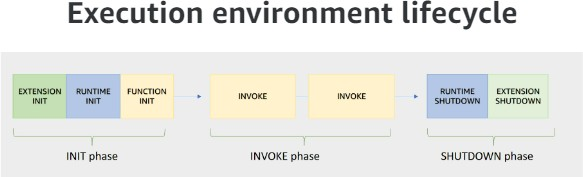 Execution environment lifecycle
EXTENSION
INIT
RUNTIME
INIT
FUNCTION
INIT
INVOKE
INVOKE
RUNTIME
SHUTDOWN
EXTENSION
SHUTDOWN
INIT phase
INVOKE phase
SHUTDOWN phase